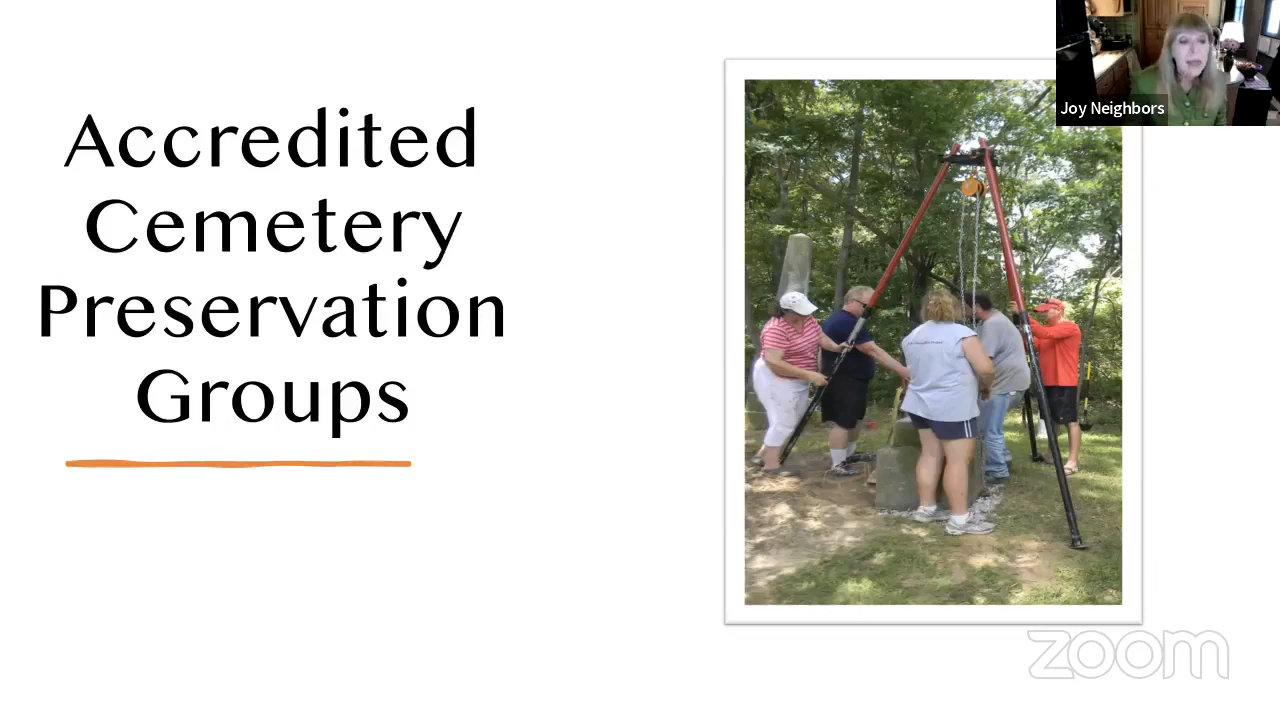 Accredited
Cemetery
Preservation
Groups
Joy Neighbors
zoom